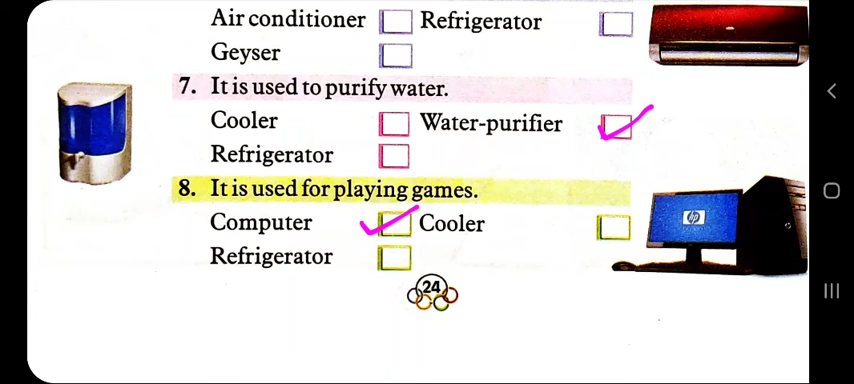 Air conditioner Refrigerator
Geyser
7. It is used to purify water.
Cooler Water-purifier
Refrigerator
8. It is used for playing games.
Computer Cooler
hp
Refrigerator
24